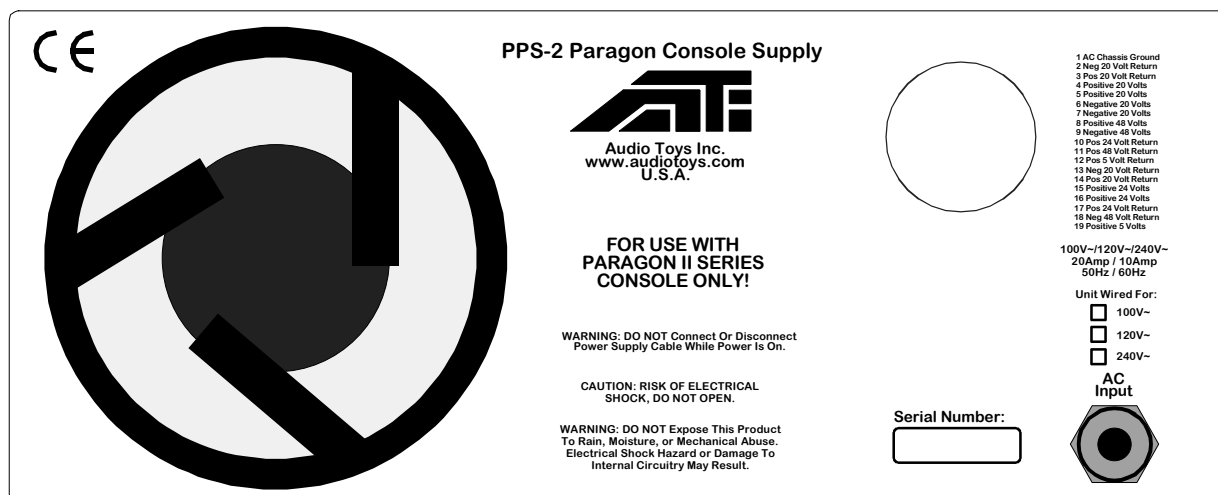 CE
PPS-2 Paragon Console Supply
ATi
Audio Toys Inc.
www.audiotoys.com
U.S.A.
FOR USE WITH
PARAGON II SERIES
CONSOLE ONLY!
WARNING: DO NOT Connect Or Disconnect
Power Supply Cable While Power Is On.
CAUTION: RISK OF ELECTRICAL
SHOCK, DO NOT OPEN.
WARNING: DO NOT Expose This Product
To Rain, Moisture, or Mechanical Abuse.
Electrical Shock Hazard or Damage To
Internal Circuitry May Result.
1 AC Chassis Ground
2 Neg 20 Volt Return
3 Pos 20 Volt Return
4 Positive 20 Volts
5 Positive 20 Volts
6 Negative 20 Volts
7 Negative 20 Volts
8 Positive 48 Volts
9 Negative 48 Volts
10 Pos 24 Volt Return
11 Pos 48 Volt Return
12 Pos 5 Volt Return
13 Neg 20 Volt Return
14 Pos 20 Volt Return
15 Positive 24 Volts
16 Positive 24 Volts
17 Pos 24 Volt Return
18 Neg 48 Volt Return
19 Positive 5 Volts
100V~/120V~/240V~
20Amp / 10Amp
50Hz / 60Hz
Unit Wired For:
100V~
120V~
240V~
AC
Input
Serial Number: